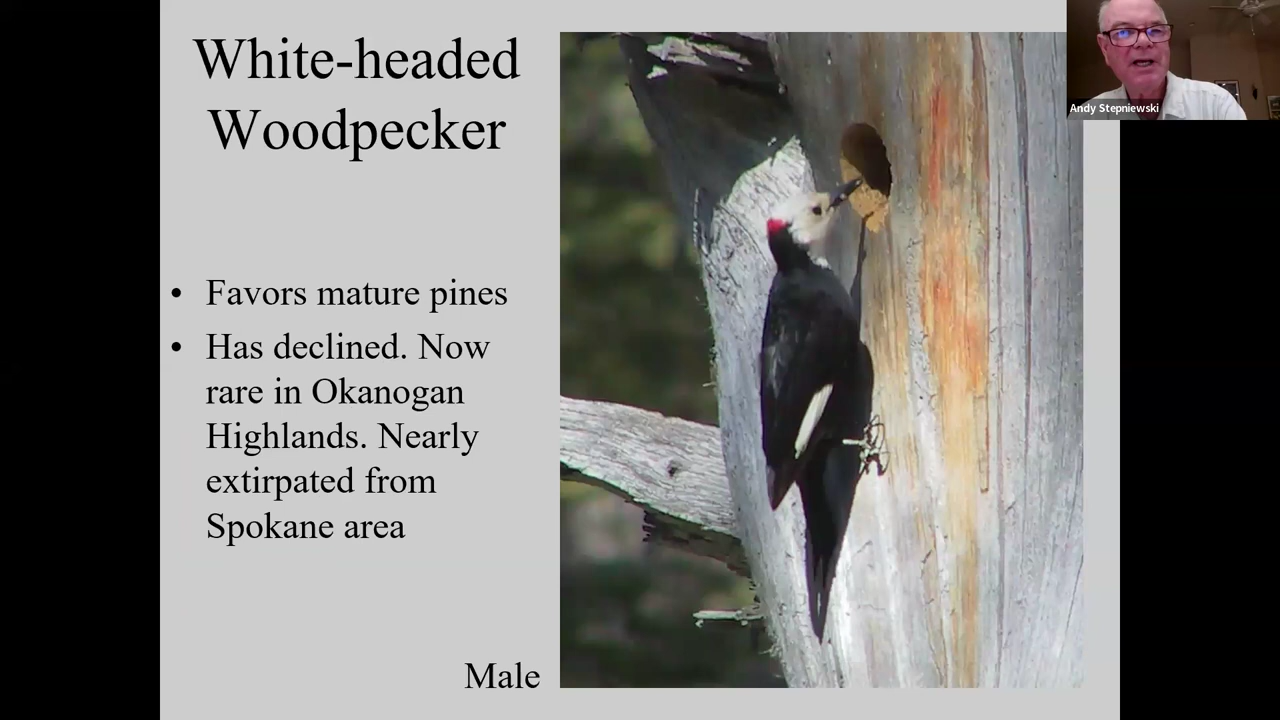 White-headed
Woodpecker
• Favors mature pines
• Has declined. Now
rare in Okanogan
Highlands. Nearly
extirpated from
Spokane area
Male
Andy Stepniewski